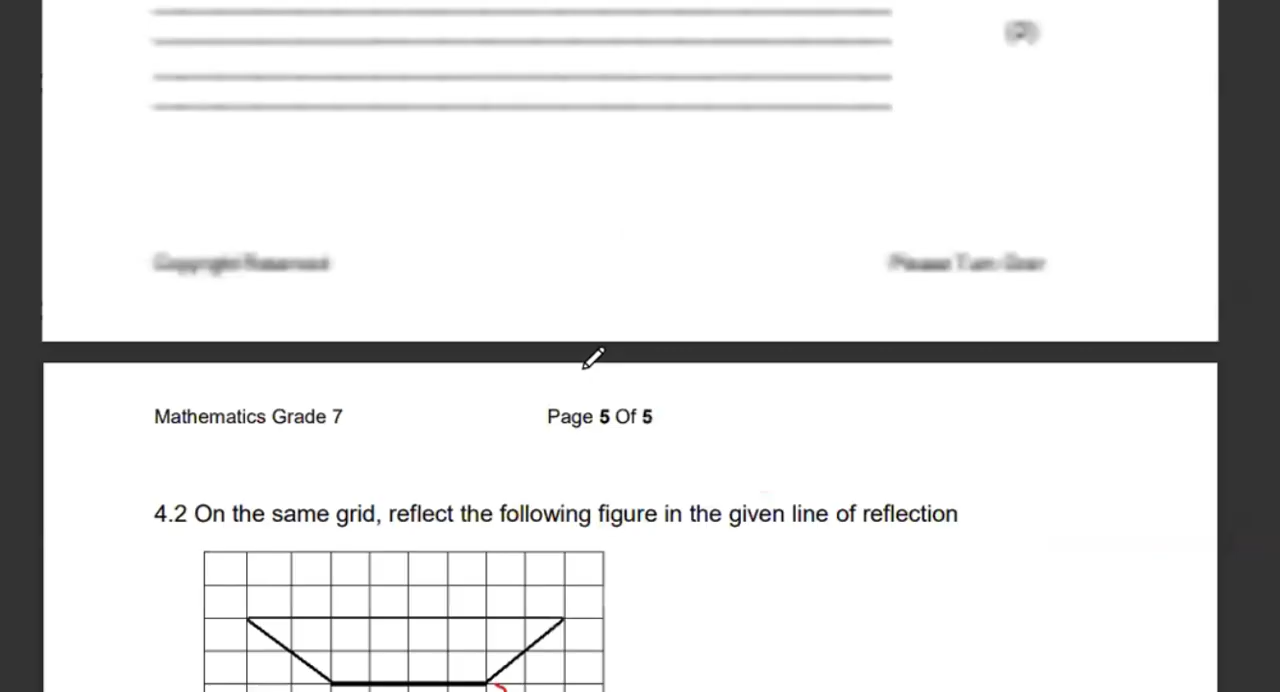 Mathematics Grade 7 Page 5 Of 5
4.2 On the same grid, reflect the following figure in the given line of reflection